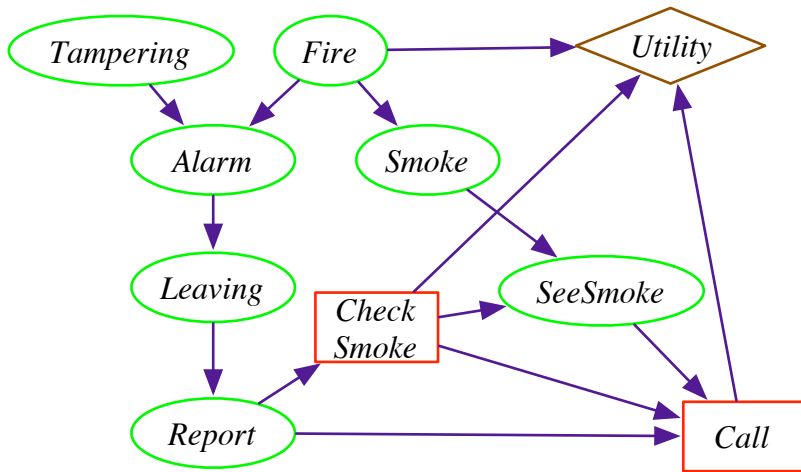 Tampering
Fire
Utility
Alarm
Smoke
Leaving
Check
Smoke
SeeSmoke
Report
Call